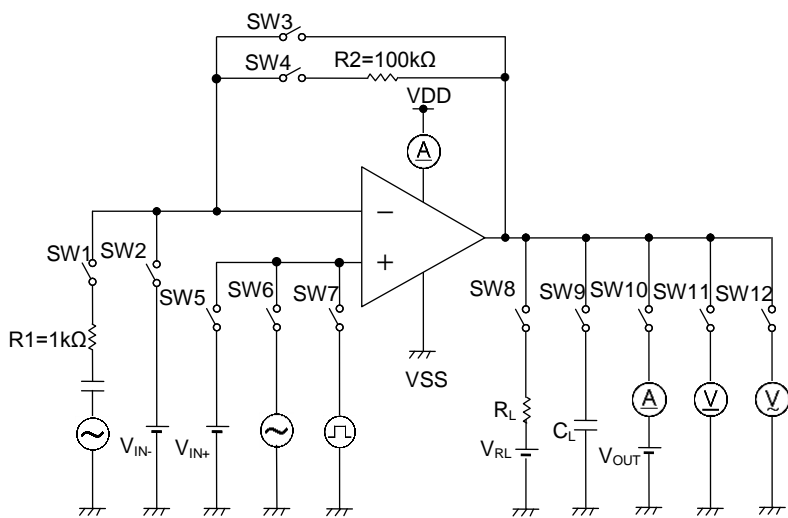 SW3
SW4
R2=100kΩ
VDD
A
−
+
SW1
SW2
SW5
SW6
SW7
SW8
SW9
SW10
SW11
SW12
R1=1kΩ
VSS
VIN-
VIN+
RL
VRL
CL
A
VOUT
V
V